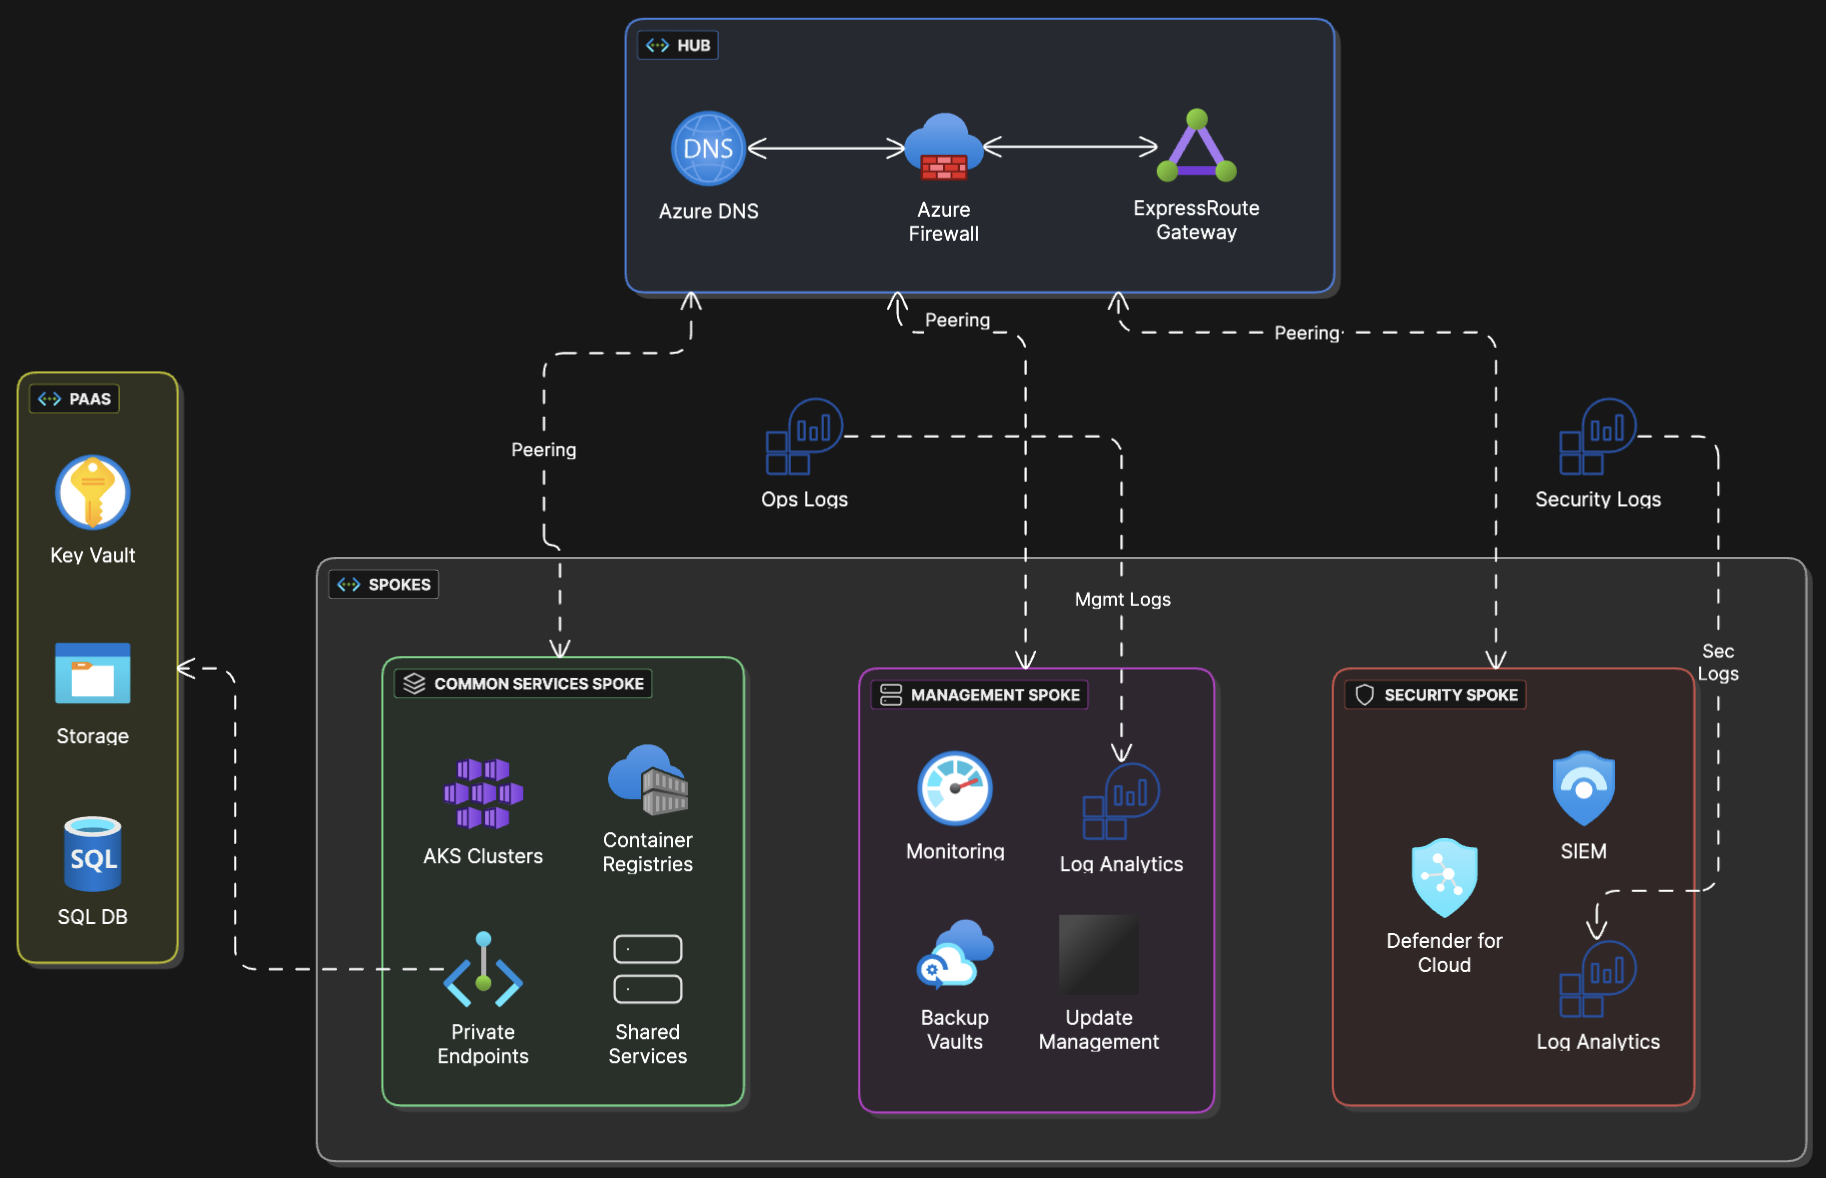 HUB
DNS
Azure DNS
Azure
Firewall
ExpressRoute
Gateway
Peering
Peering
Peering
PAAS
Key Vault
Storage
SQL
SQL DB
Ops Logs
Security Logs
SPOKES
Mgmt Logs
Sec
Logs
COMMON SERVICES SPOKE
AKS Clusters
Container
Registries
Private
Endpoints
Shared
Services
MANAGEMENT SPOKE
Monitoring
Log Analytics
Backup
Vaults
Update
Management
SECURITY SPOKE
SIEM
Defender for
Cloud
Log Analytics